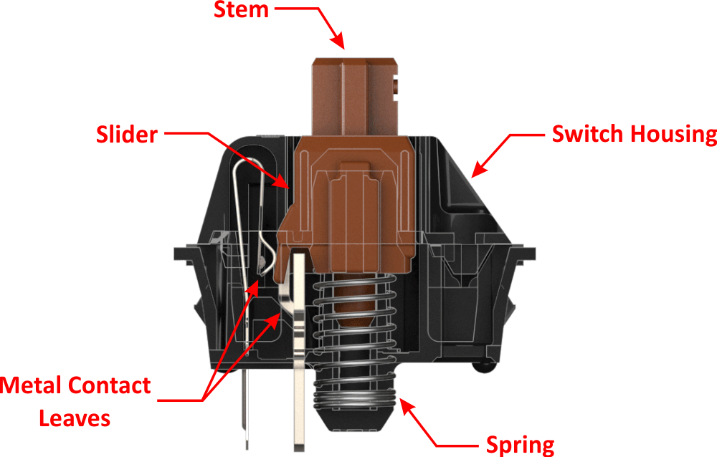 Stem
Slider
Switch Housing
Metal Contact
Leaves
Spring